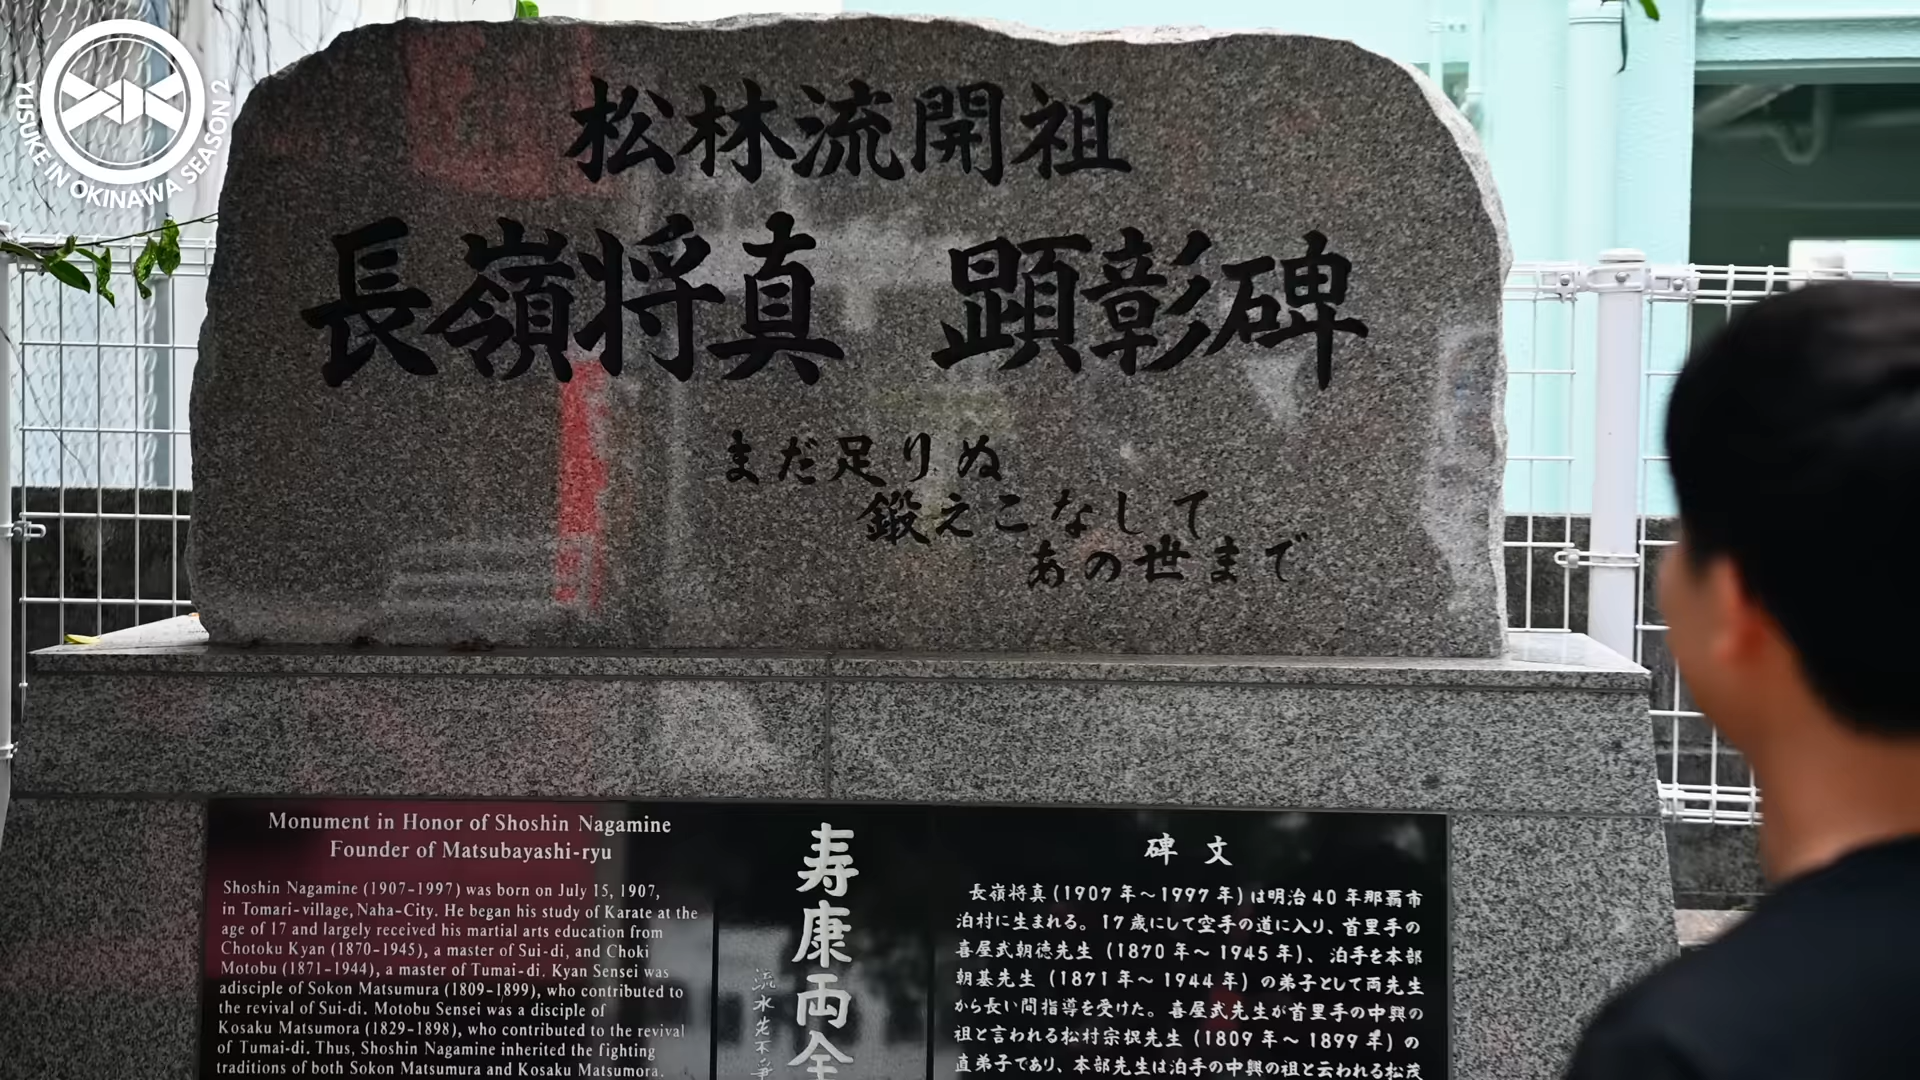 YUSUKE IN OKINAWA SEASON 2
松林流開祖
長嶺将真 顕彰碑
まだ足りぬ
鍛えこなして
あの世まで
Monument in Honor of Shoshin Nagamine
Founder of Matsubayashi-ryu
Shoshin Nagamine (1907-1997) was born on July 15, 1907,
in Tomari-village, Naha-City. He began his study of Karate at the
age of 17 and largely received his martial arts education from
Chotoku Kyan (1870-1945), a master of Sui-di, and Choki
Motobu (1871-1944), a master of Tumai-di. Kyan Sensei was
adisciple of Sokon Matsumura (1809-1899), who contributed to
the revival of Sui-di. Motobu Sensei was a disciple of
Kosaku Matsumora (1829-1898), who contributed to the revival
of Tumai-di. Thus, Shoshin Nagamine inherited the fighting
traditions of both Sokon Matsumura and Kosaku Matsumora.
寿康両全
流水先不争
碑文
長嶺将真(1907年〜1997年)は明治40年那覇市
泊村に生まれる。17歳にして空手の道に入り、首里手の
喜屋武朝徳先生(1870年〜1945年)、泊手を本部
朝基先生(1871年〜1944年)の弟子として両先生
から長い間指導を受けた。喜屋武先生が首里手の中興の
祖と言われる松村宗棍先生(1809年〜1899年)の
直弟子であり、本部先生は泊手の中興の祖と云われる松茂